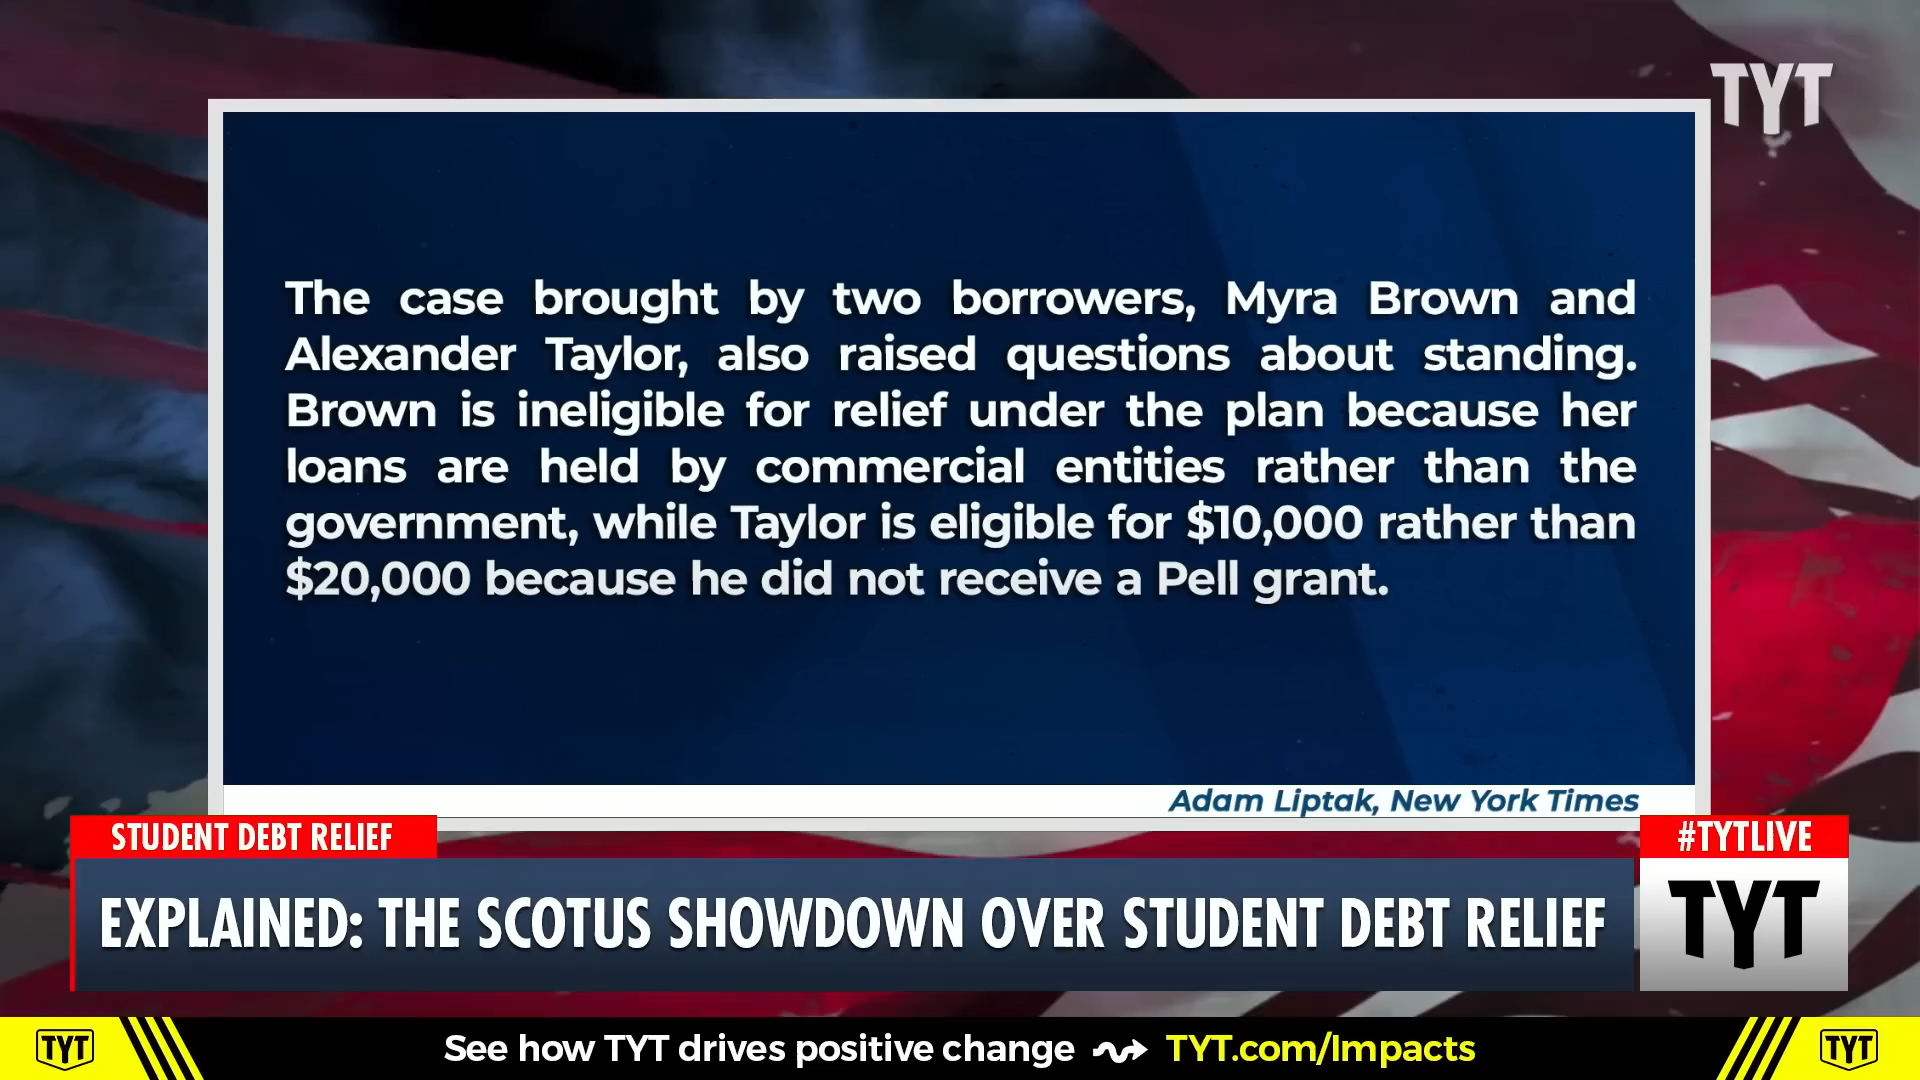 TYT
The case brought by two borrowers, Myra Brown and
Alexander Taylor, also raised questions about standing.
Brown is ineligible for relief under the plan because her
loans are held by commercial entities rather than the
government, while Taylor is eligible for $10,000 rather than
$20,000 because he did not receive a Pell grant.
Adam Liptak, New York Times
STUDENT DEBT RELIEF
#TYTLIVE
EXPLAINED: THE SCOTUS SHOWDOWN OVER STUDENT DEBT RELIEF
TYT
TYT
See how TYT drives positive change
TYT.com/Impacts
TYT